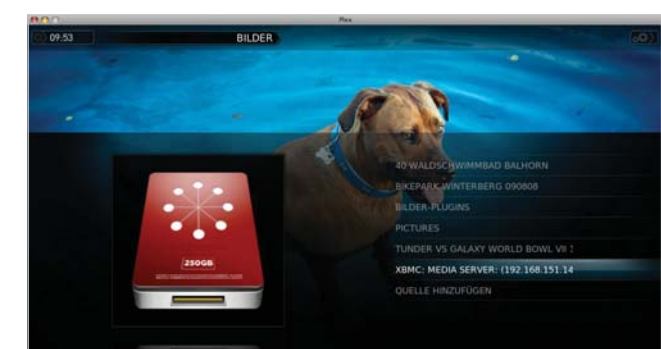 Plex
09:53
BILDER
40 WALDSCHWIMMBAD BALHORN
BIKEPARK WINTERBERG 090808
BILDER-PLUGINS
PICTURES
TUNDER VS GALAXY WORLD BOWL VII
XBMC: MEDIA SERVER: (192.168.151.14
QUELLE HINZUFÜGEN
250GB